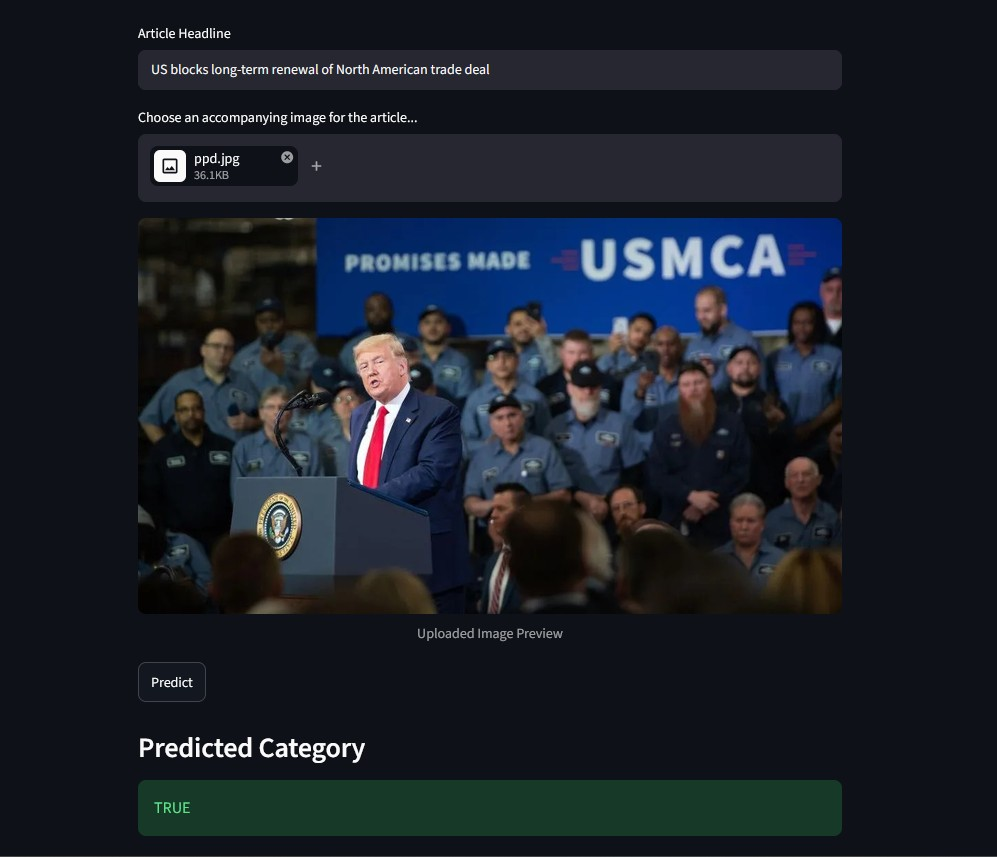 Article Headline
US blocks long-term renewal of North American trade deal
Choose an accompanying image for the article...
ppd.jpg
36.1KB
PROMISES MADE
USMCA
Uploaded Image Preview
Predict
Predicted Category
TRUE